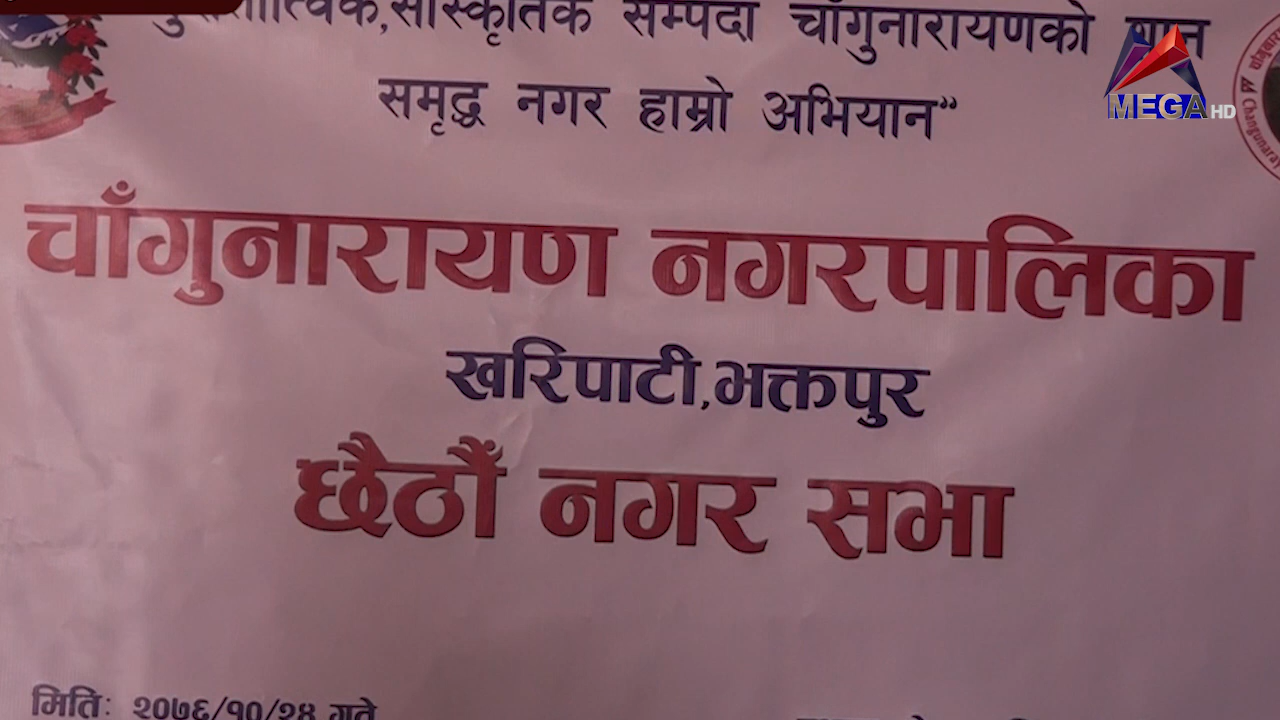 सांस्कृतिक सम्पदा चाँगुनारायणको शान
समृद्ध नगर हाम्रो अभियान”
MEGA HD
चाँगुनारायण नगरपालिका
खरिपाटी,भक्तपुर
छैठौँ नगर सभा
मितिः २०७६/१०/२४ गते